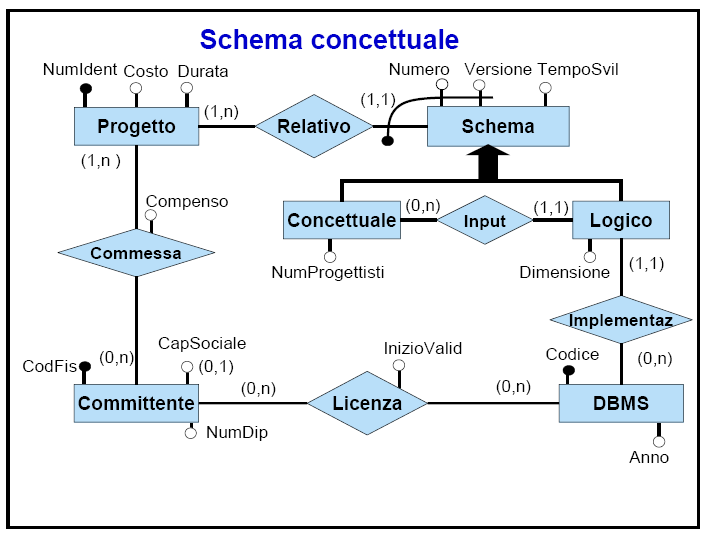 Schema concettuale
NumIdent Costo Durata
Numero Versione TempoSvil
(1,n) (1,1)
Progetto Relativo Schema
(1,n )
Compenso
(0,n) (1,1)
Concettuale Input Logico
Commessa
NumProgettisti Dimensione
(1,1)
Implementaz
CapSociale InizioValid
CodFis (0,n) (0,1) Codice (0,n)
(0,n) (0,n)
Committente Licenza DBMS
NumDip
Anno